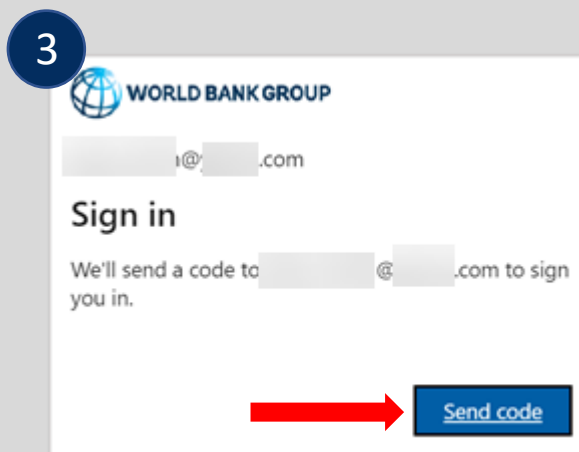 3
WORLD BANK GROUP
@ .com
Sign in
We'll send a code to @ .com to sign
you in.
Send code